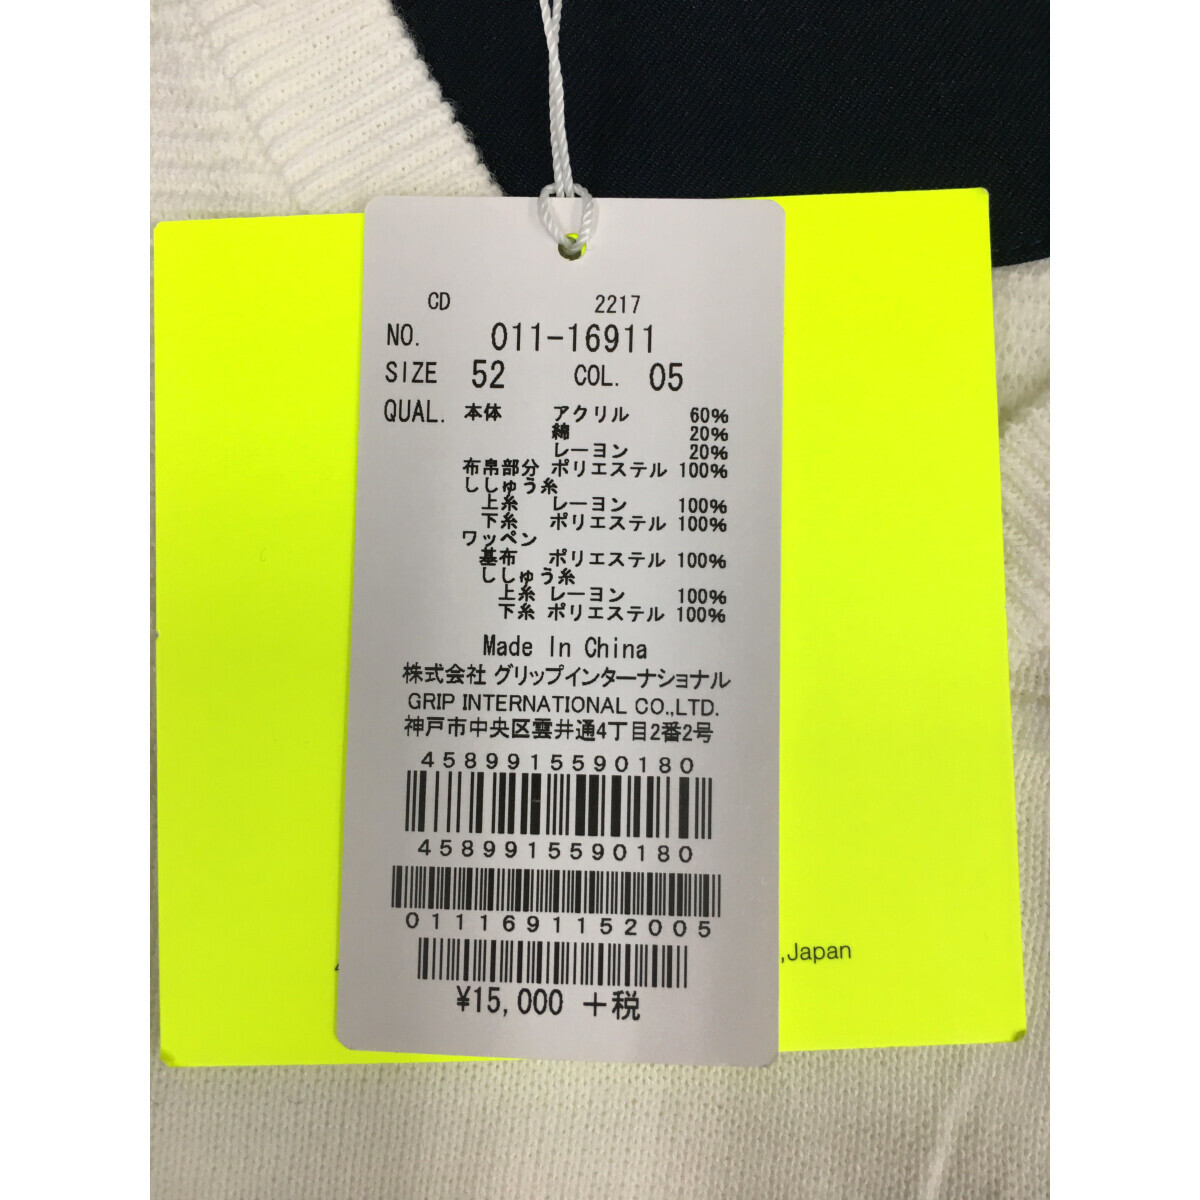 CD 2217
NO. 011-16911
SIZE 52 COL. 05
QUAL. 本体 アクリル 60%
綿 20%
レーヨン 20%
布帛部分 ポリエステル 100%
ししゅう糸
上糸 レーヨン 100%
下糸 ポリエステル 100%
ワッペン
基布 ポリエステル 100%
ししゅう糸
上糸 レーヨン 100%
下糸 ポリエステル 100%
Made In China
株式会社 グリップインターナショナル
GRIP INTERNATIONAL CO.,LTD.
神戸市中央区雲井通4丁目2番2号
4589915590180
4589915590180
0111691152005
,Japan
¥15,000 +税